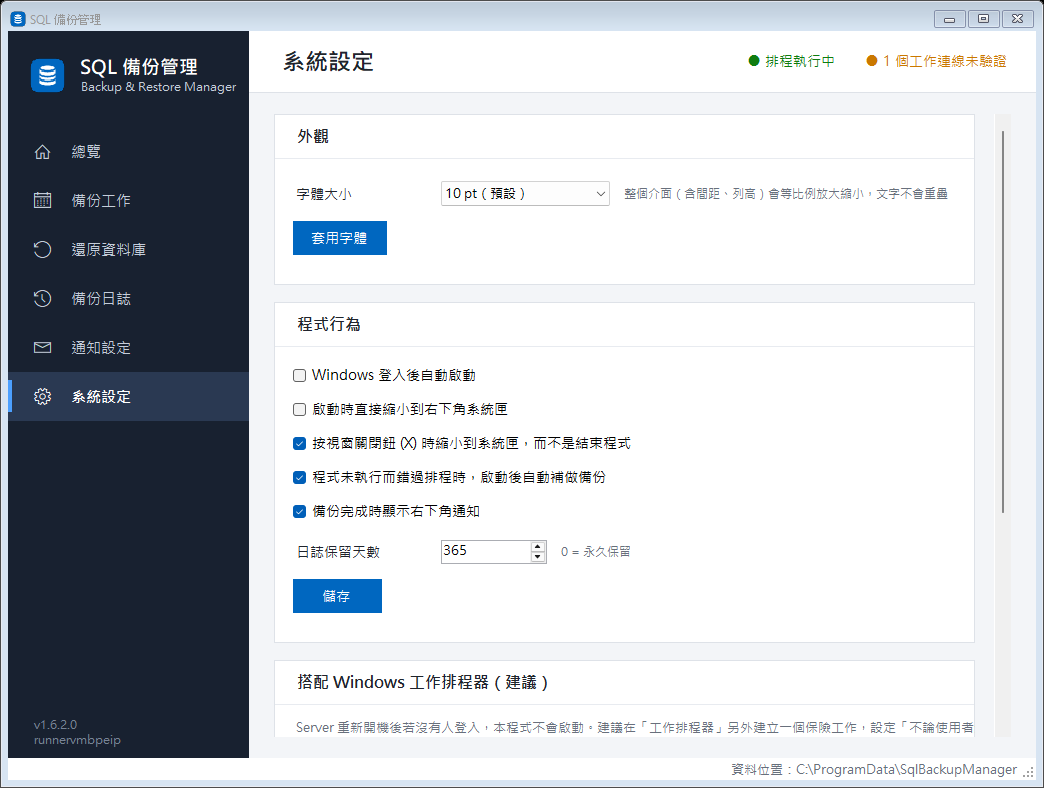 SQL 備份管理
SQL 備份管理
Backup & Restore Manager
總覽
備份工作
還原資料庫
備份日誌
通知設定
系統設定
v1.6.2.0
runnervmbpeip
系統設定
排程執行中
1 個工作連線未驗證
外觀
字體大小
10 pt（預設）
整個介面（含間距、列高）會等比例放大縮小，文字不會重疊
套用字體
程式行為
Windows 登入後自動啟動
啟動時直接縮小到右下角系統匣
按視窗關閉鈕 (X) 時縮小到系統匣，而不是結束程式
程式未執行而錯過排程時，啟動後自動補做備份
備份完成時顯示右下角通知
日誌保留天數
365
0 = 永久保留
儲存
搭配 Windows 工作排程器（建議）
Server 重新開機後若沒有人登入，本程式不會啟動。建議在「工作排程器」另外建立一個保險工作，設定「不論使用者
資料位置：C:\ProgramData\SqlBackupManager